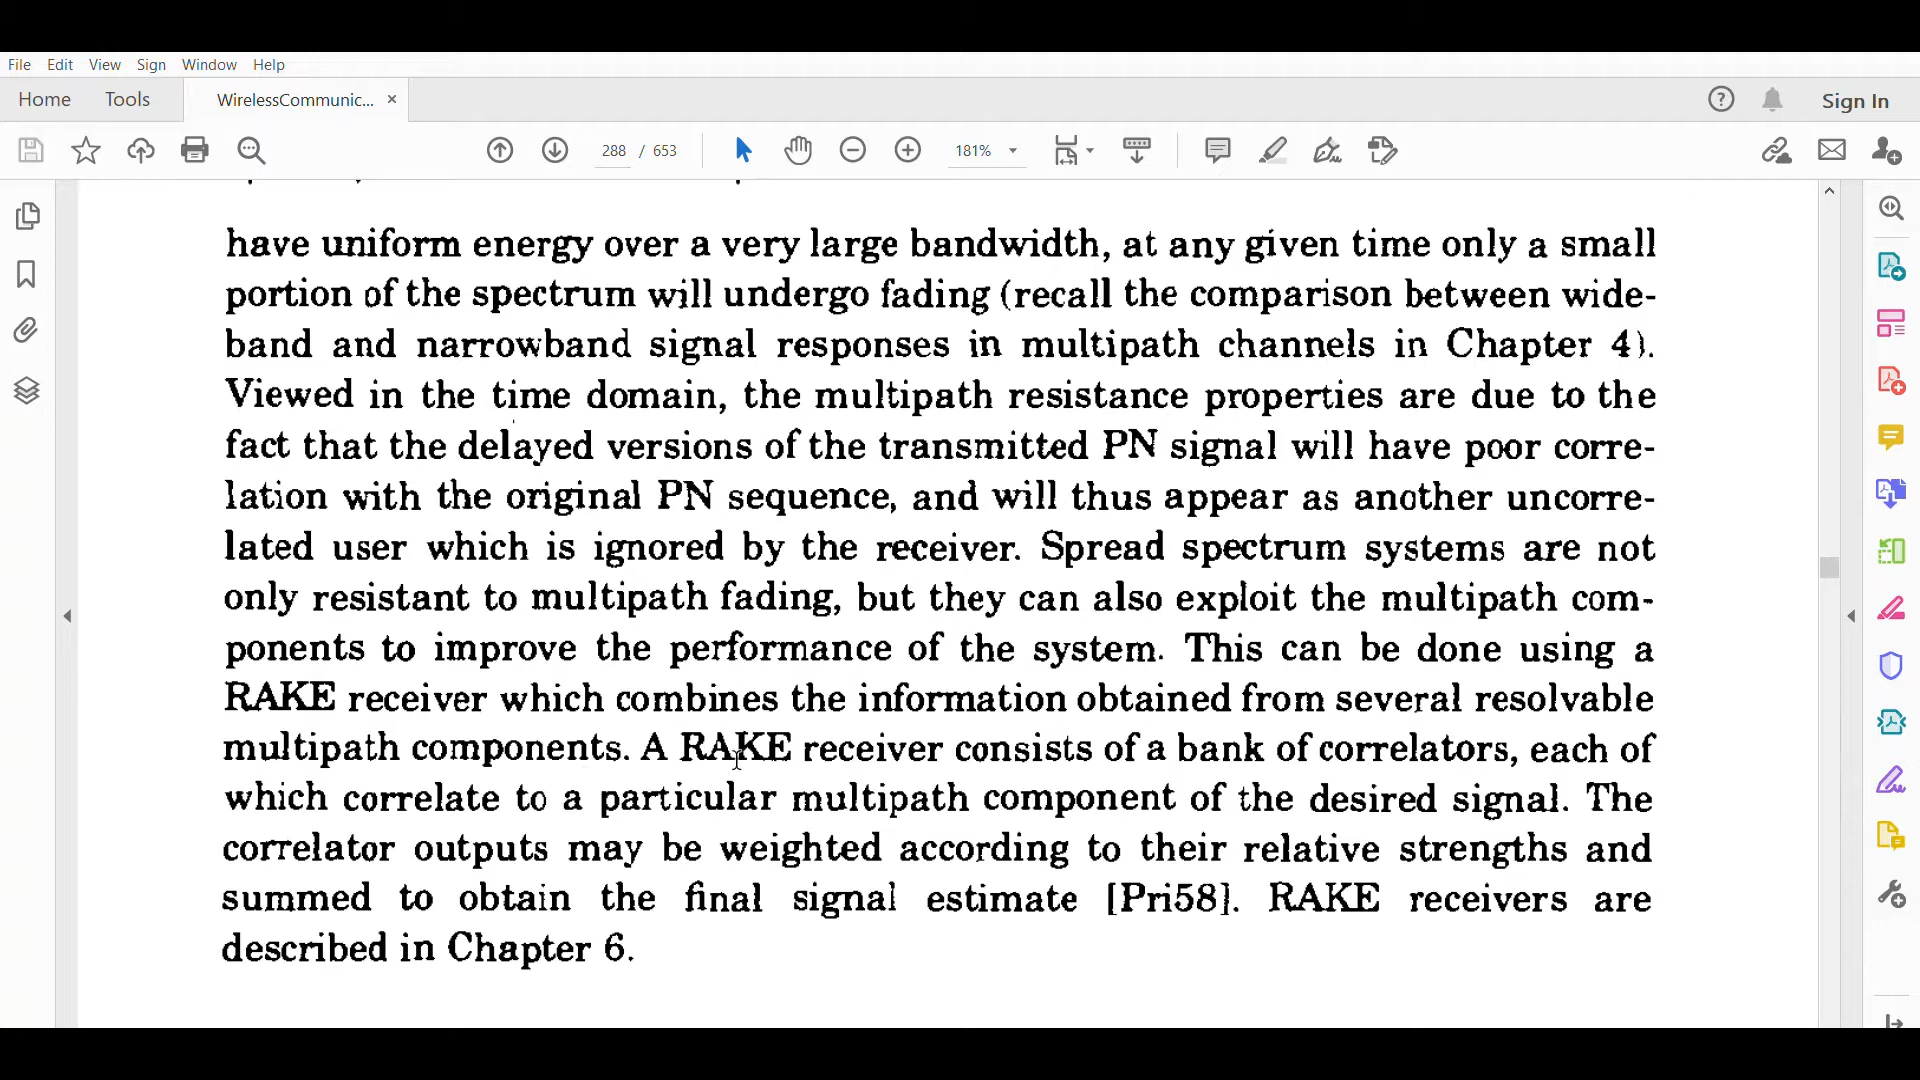 File Edit View Sign Window Help
Home Tools WirelessCommunic... × ? Sign In
288 / 653 181%
have uniform energy over a very large bandwidth, at any given time only a small
portion of the spectrum will undergo fading (recall the comparison between wide-
band and narrowband signal responses in multipath channels in Chapter 4).
Viewed in the time domain, the multipath resistance properties are due to the
fact that the delayed versions of the transmitted PN signal will have poor corre-
lation with the original PN sequence, and will thus appear as another uncorre-
lated user which is ignored by the receiver. Spread spectrum systems are not
only resistant to multipath fading, but they can also exploit the multipath com-
ponents to improve the performance of the system. This can be done using a
RAKE receiver which combines the information obtained from several resolvable
multipath components. A RAKE receiver consists of a bank of correlators, each of
which correlate to a particular multipath component of the desired signal. The
correlator outputs may be weighted according to their relative strengths and
summed to obtain the final signal estimate [Pri58]. RAKE receivers are
described in Chapter 6.